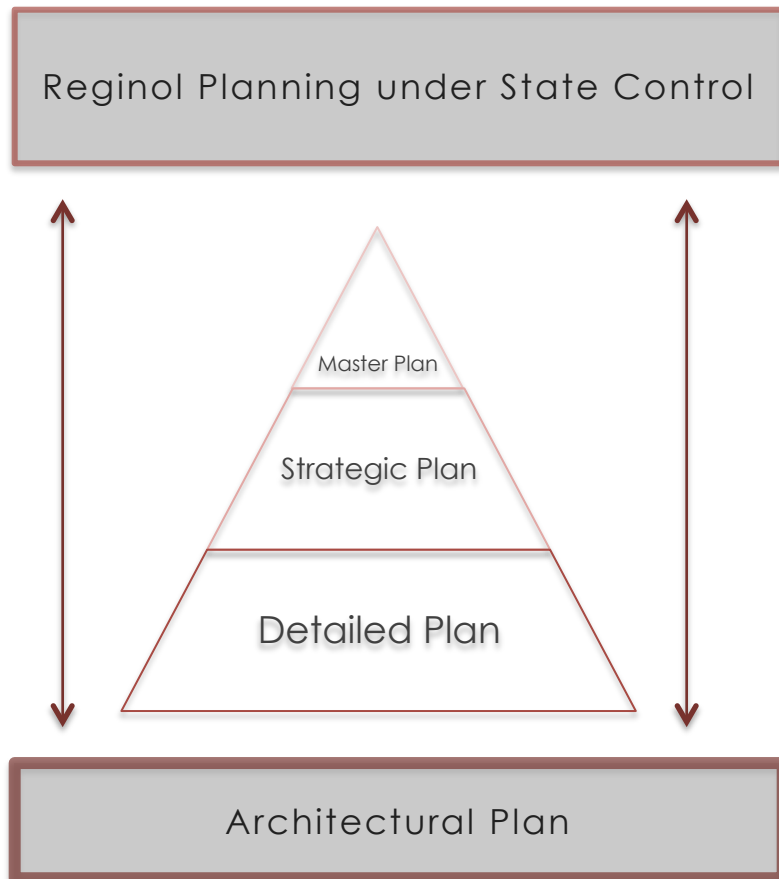 Reginol Planning under State Control
Master Plan
Strategic Plan
Detailed Plan
Architectural Plan